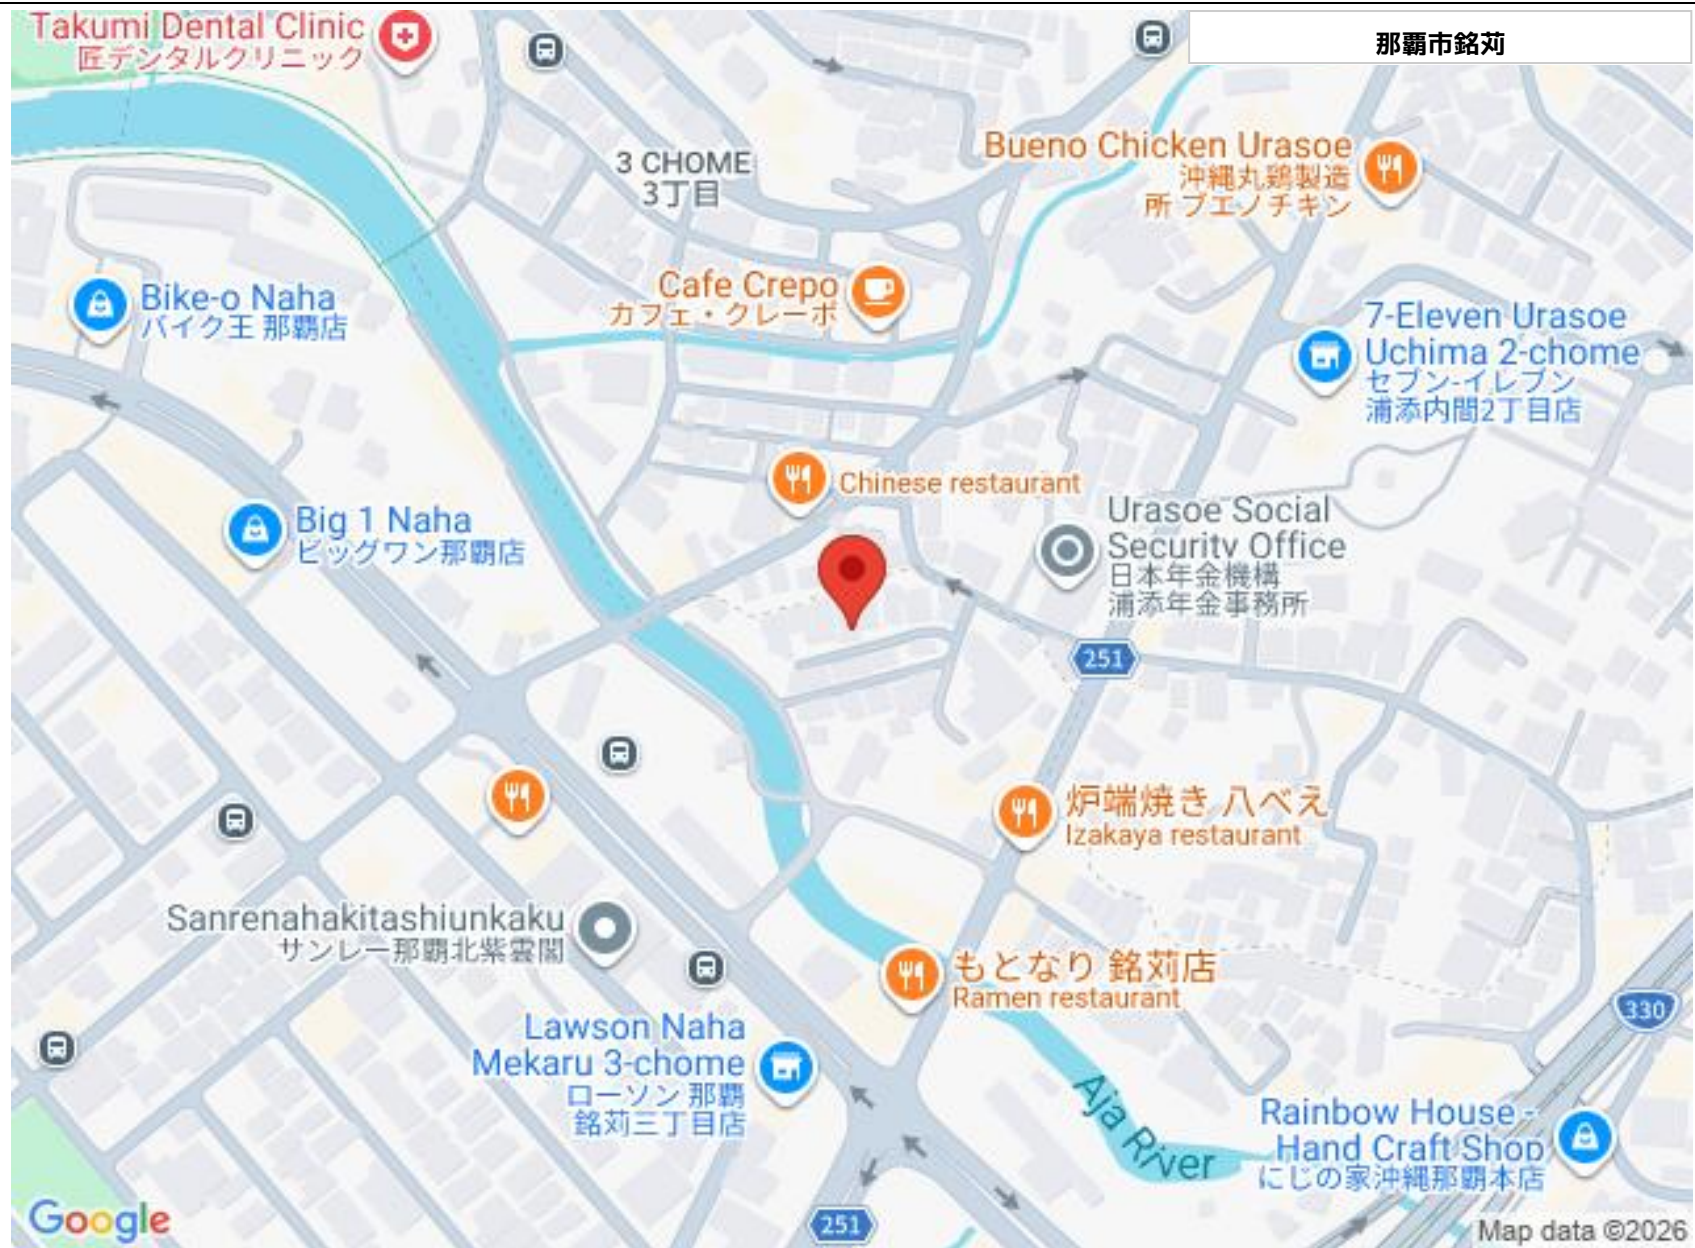 那覇市銘苅
Takumi Dental Clinic
匠デンタルクリニック
3 CHOME
3丁目
Bueno Chicken Urasoe
沖縄丸鶏製造
所 ブエノチキン
Cafe Crepo
カフェ・クレーポ
Bike-o Naha
バイク王 那覇店
7-Eleven Urasoe
Uchima 2-chome
セブン-イレブン
浦添内間2丁目店
Chinese restaurant
Big 1 Naha
ビッグワン那覇店
Urasoe Social
Security Office
日本年金機構
浦添年金事務所
251
炉端焼き 八べえ
Izakaya restaurant
Sanrenahakitashiunkaku
サンレー那覇北紫雲閣
もとなり 銘苅店
Ramen restaurant
330
Lawson Naha
Mekaru 3-chome
ローソン 那覇
銘苅三丁目店
Aja River
Rainbow House -
Hand Craft Shop
にじの家沖縄那覇本店
251
Google
Map data ©2026